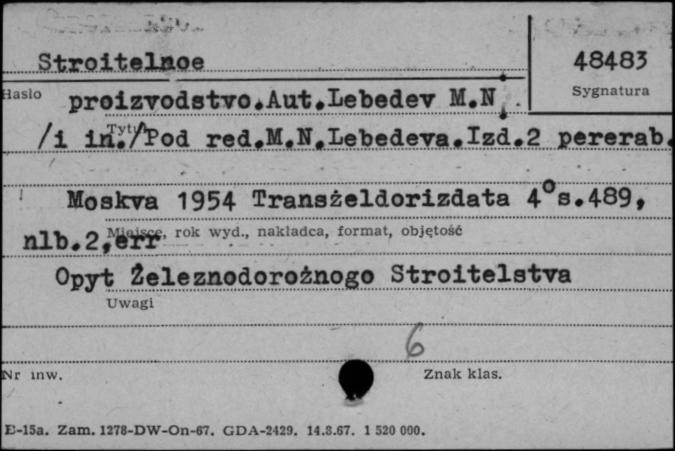 Stroitelnoe
48483
Hasło
proizvodstvo.Aut.Lebedev M.N.
Sygnatura
Tytuł
/i in./Pod red.M.N.Lebedeva.Izd.2 pererab.
Moskva 1954 Transżeldorizdata 4° s.489,
Miejsce, rok wyd., nakładca, format, objętość
nlb.2,err
Opyt Żeleznodorożnogo Stroitelstva
Uwagi
6
Nr inw.
Znak klas.
E-15a. Zam. 1278-DW-On-67. GDA-2429. 14.3.67. 1 520 000.